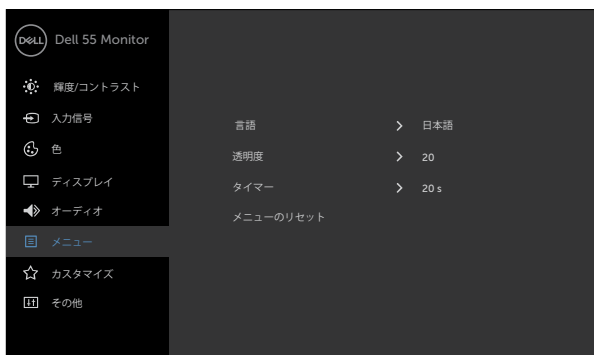 DELL Dell 55 Monitor
輝度/コントラスト
入力信号
色
ディスプレイ
オーディオ
メニュー
カスタマイズ
その他
言語 日本語
透明度 20
タイマー 20 s
メニューのリセット